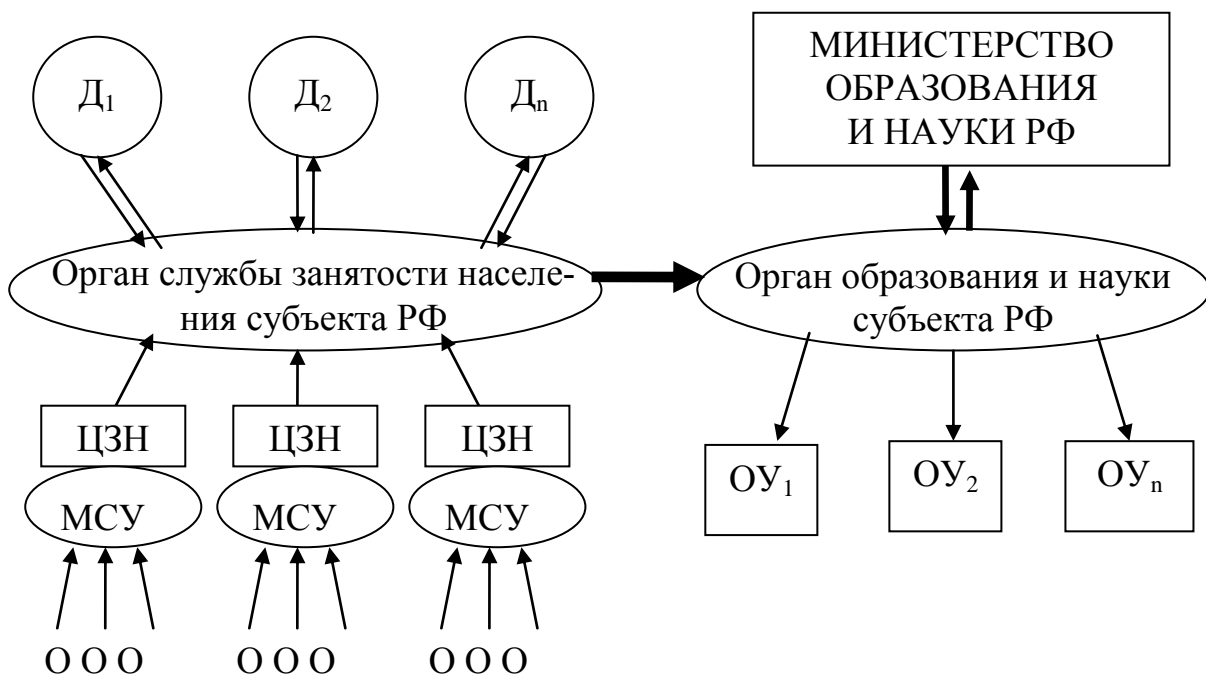 Д₁
Д₂
Дₙ
МИНИСТЕРСТВО
ОБРАЗОВАНИЯ
И НАУКИ РФ
Орган службы занятости населе-
ния субъекта РФ
Орган образования и науки
субъекта РФ
ЦЗН
ЦЗН
ЦЗН
МСУ
МСУ
МСУ
О О О
О О О
О О О
ОУ₁
ОУ₂
ОУₙ